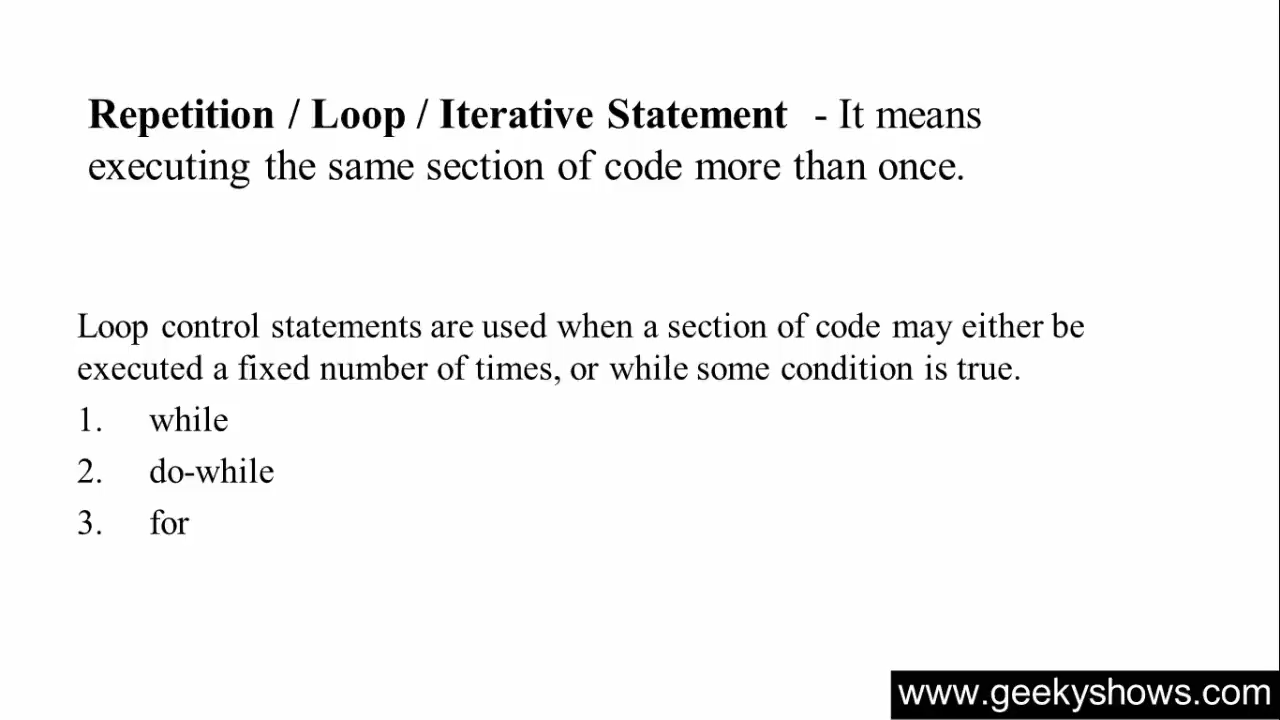 Repetition / Loop / Iterative Statement - It means
executing the same section of code more than once.
Loop control statements are used when a section of code may either be
executed a fixed number of times, or while some condition is true.
1. while
2. do-while
3. for
www.geekyshows.com